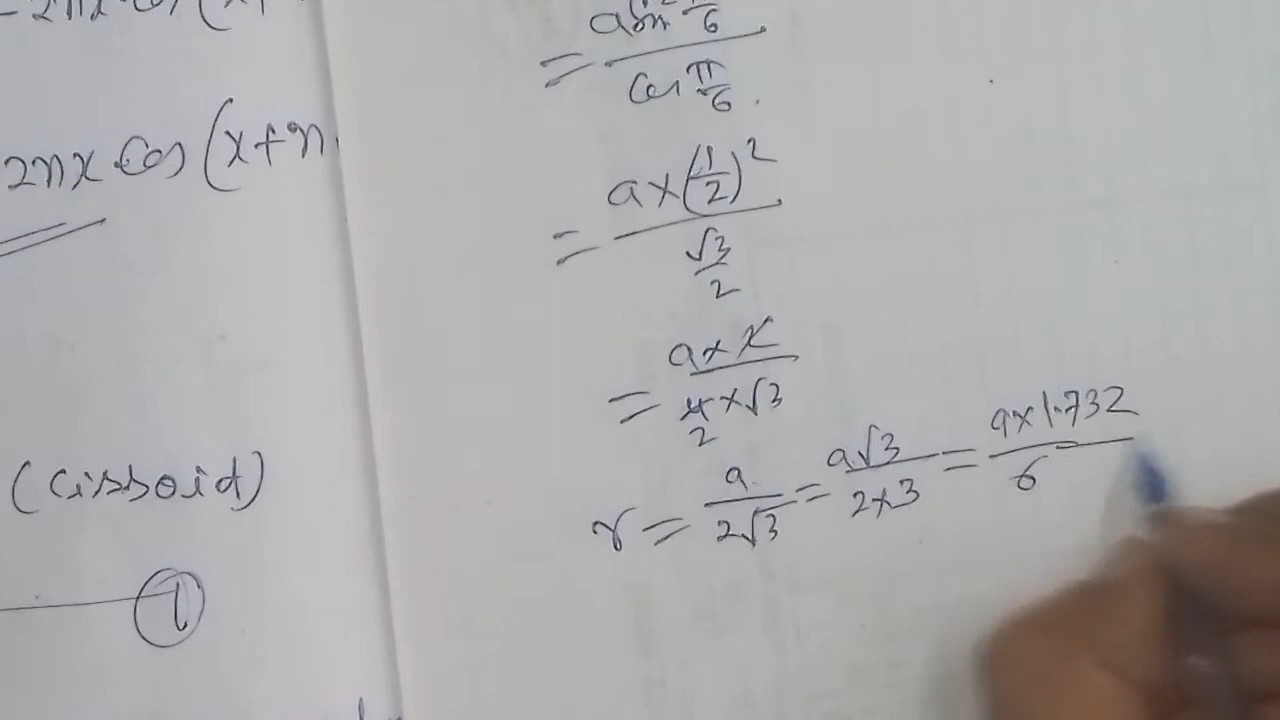 2nx cos (x+n
(Cissoid)
1
= a sin² π/6 / cos π/6.
= a×(1/2)² / √3/2
= a×2 / 4×√3
2
r = a/2√3 = a√3/2×3 = a×1.732/6